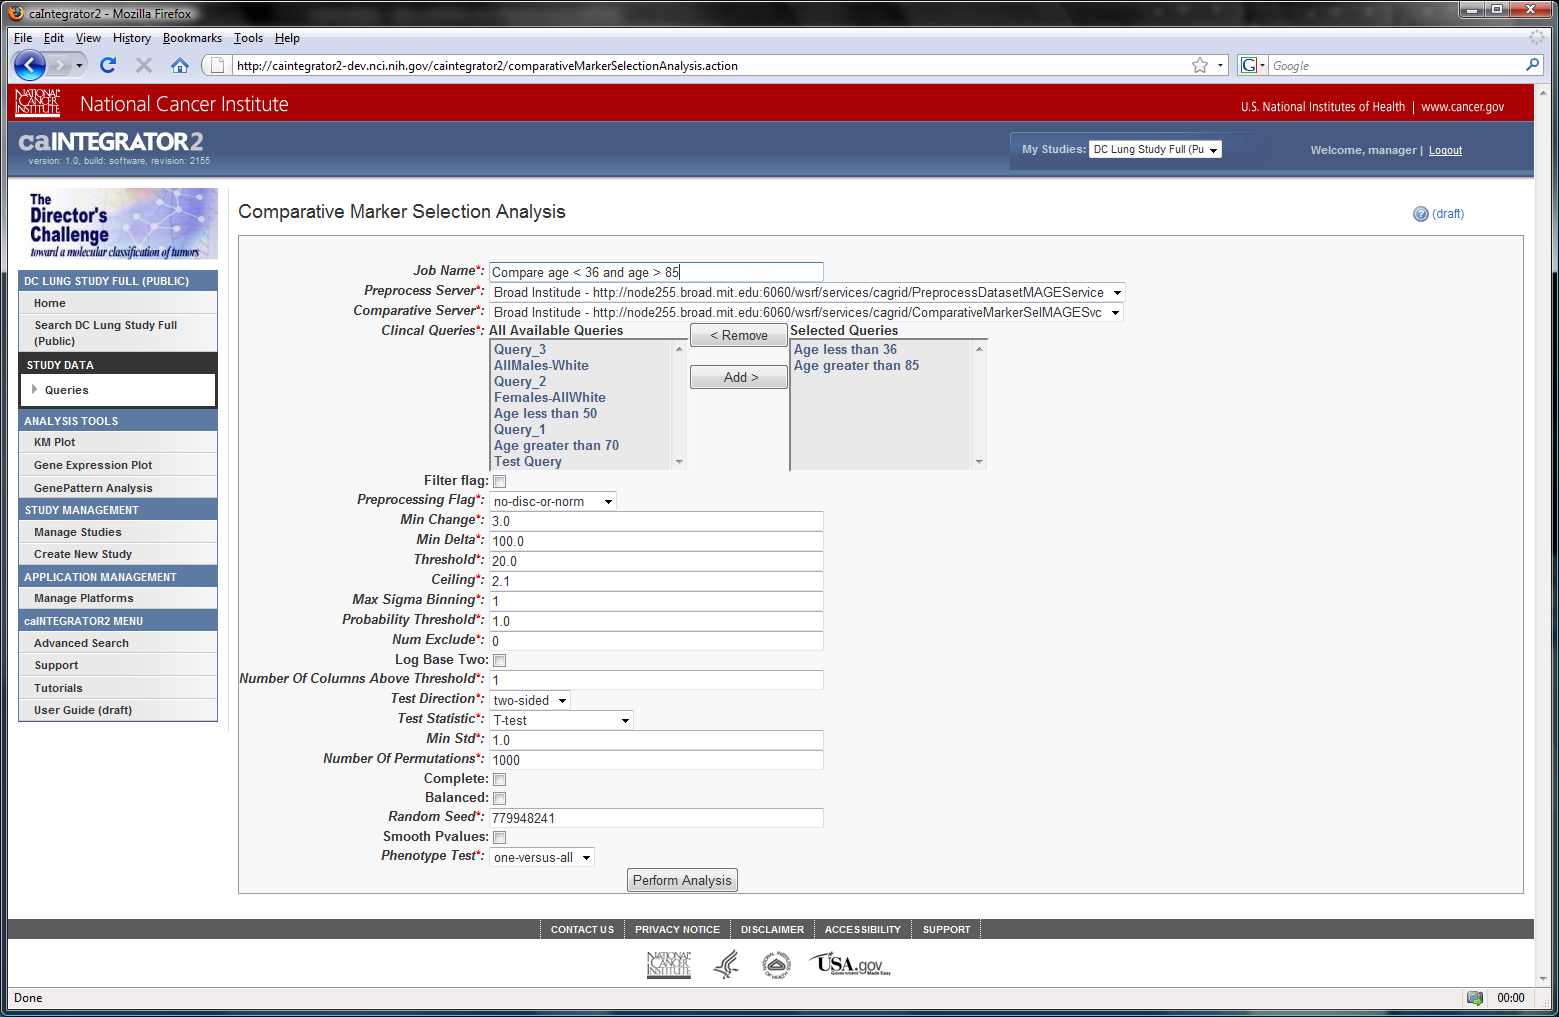 caIntegrator2 - Mozilla Firefox
File Edit View History Bookmarks Tools Help
http://caintegrator2-dev.nci.nih.gov/caintegrator2/comparativeMarkerSelectionAnalysis.action
G Google
NATIONAL CANCER INSTITUTE National Cancer Institute
U.S. National Institutes of Health | www.cancer.gov
caINTEGRATOR2
version: 1.0, build: software, revision: 2155
My Studies: DC Lung Study Full (Pu
Welcome, manager | Logout
The Director's Challenge
toward a molecular classification of tumors
DC LUNG STUDY FULL (PUBLIC)
Home
Search DC Lung Study Full
(Public)
STUDY DATA
Queries
ANALYSIS TOOLS
KM Plot
Gene Expression Plot
GenePattern Analysis
STUDY MANAGEMENT
Manage Studies
Create New Study
APPLICATION MANAGEMENT
Manage Platforms
caINTEGRATOR2 MENU
Advanced Search
Support
Tutorials
User Guide (draft)
Comparative Marker Selection Analysis
? (draft)
Job Name*: Compare age < 36 and age > 85
Preprocess Server*: Broad Institude - http://node255.broad.mit.edu:6060/wsrf/services/cagrid/PreprocessDatasetMAGEService
Comparative Server*: Broad Institude - http://node255.broad.mit.edu:6060/wsrf/services/cagrid/ComparativeMarkerSelMAGESvc
Clincal Queries*: All Available Queries < Remove Selected Queries
Query_3 Age less than 36
AllMales-White Age greater than 85
Query_2 Add >
Females-AllWhite
Age less than 50
Query_1
Age greater than 70
Test Query
Filter flag:
Preprocessing Flag*: no-disc-or-norm
Min Change*: 3.0
Min Delta*: 100.0
Threshold*: 20.0
Ceiling*: 2.1
Max Sigma Binning*: 1
Probability Threshold*: 1.0
Num Exclude*: 0
Log Base Two:
Number Of Columns Above Threshold*: 1
Test Direction*: two-sided
Test Statistic*: T-test
Min Std*: 1.0
Number Of Permutations*: 1000
Complete:
Balanced:
Random Seed*: 779948241
Smooth Pvalues:
Phenotype Test*: one-versus-all
Perform Analysis
CONTACT US PRIVACY NOTICE DISCLAIMER ACCESSIBILITY SUPPORT
NATIONAL CANCER INSTITUTE USA.gov
Government Made Easy
Done
00:00